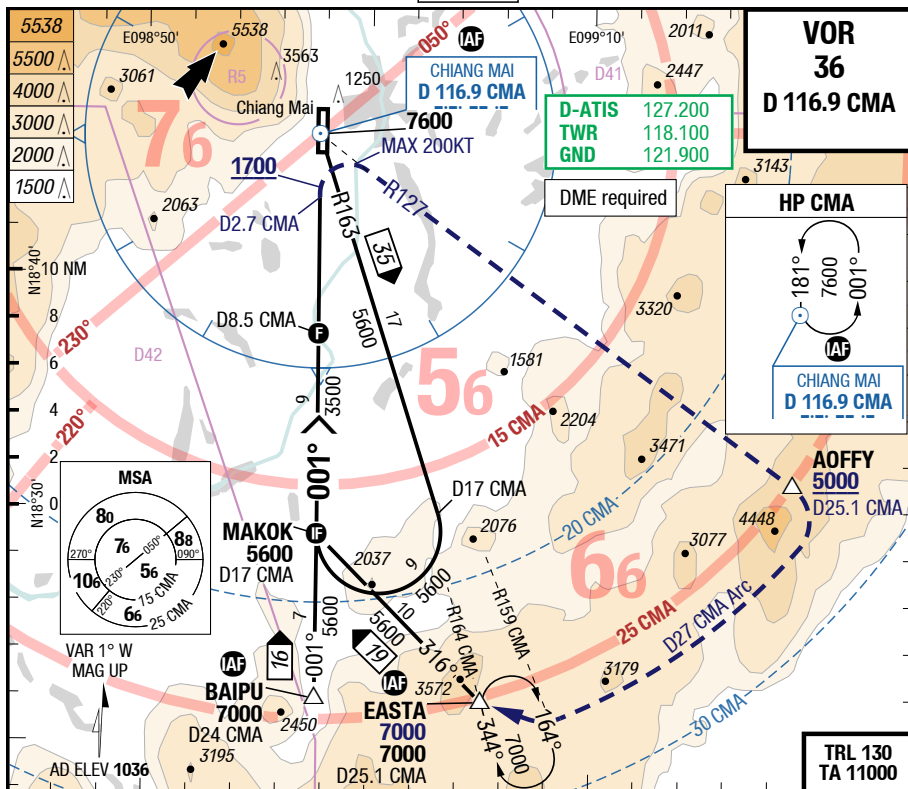 5538
5500
4000
3000
2000
1500
E098°50'
5538
3563
3061
R5
Chiang Mai
1250
050°
IAF
CHIANG MAI
D 116.9 CMA
7600
E099°10'
2011
D41
2447
D-ATIS 127.200
TWR 118.100
GND 121.900
VOR
36
D 116.9 CMA
76
1700
MAX 200KT
R127
DME required
3143
2063
D2.7 CMA
R163
35
HP CMA
181°
7600
001°
IAF
CHIANG MAI
D 116.9 CMA
N18°40'
10 NM
8
6
4
2
0
N18°30'
230°
D42
220°
D8.5 CMA
F
17
5600
3320
9
3500
56
1581
15 CMA
2204
3471
001°
D17 CMA
AOFFY
5000
D25.1 CMA
MSA
80
76
050°
88
270°
090°
230°
56
106
15 CMA
220°
66
25 CMA
MAKOK
5600
D17 CMA
IF
2037
2076
20 CMA
4448
3077
66
9
5600
10
5600
R164 CMA
R159 CMA
25 CMA
D27 CMA Arc
7
5600
16
19
316°
001°
VAR 1° W
MAG UP
IAF
BAIPU
7000
D24 CMA
2450
3195
IAF
EASTA
7000
7000
D25.1 CMA
3572
3179
344°
7000
164°
30 CMA
AD ELEV 1036
TRL 130
TA 11000